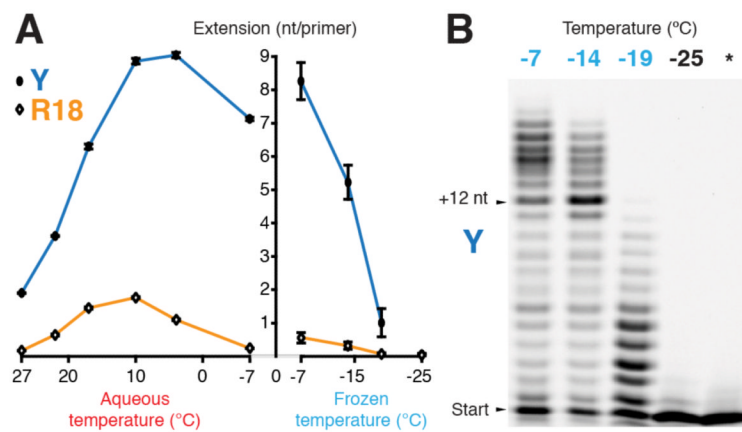 A
Extension (nt/primer)
Y
R18
9
8
7
6
5
4
3
2
1
27 20 10 0 -7
0 -7 -15 -25
Aqueous
temperature (°C)
Frozen
temperature (°C)
B
Temperature (ºC)
-7 -14 -19 -25 *
+12 nt
Y
Start